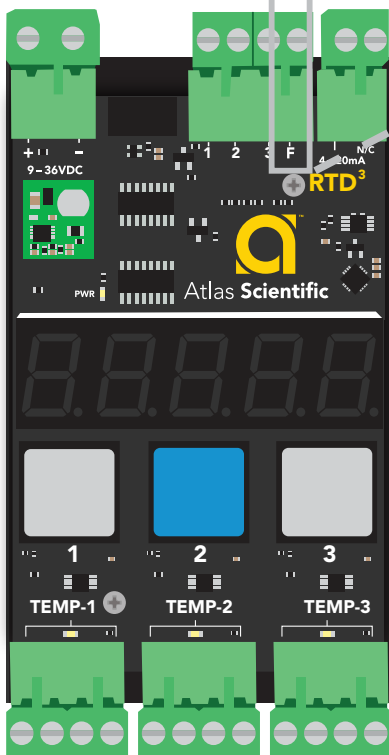 + -
9–36VDC
1 2 3 F
N/C
4–20mA
RTD³
PWR
™
Atlas Scientific
1 2 3
TEMP-1 TEMP-2 TEMP-3